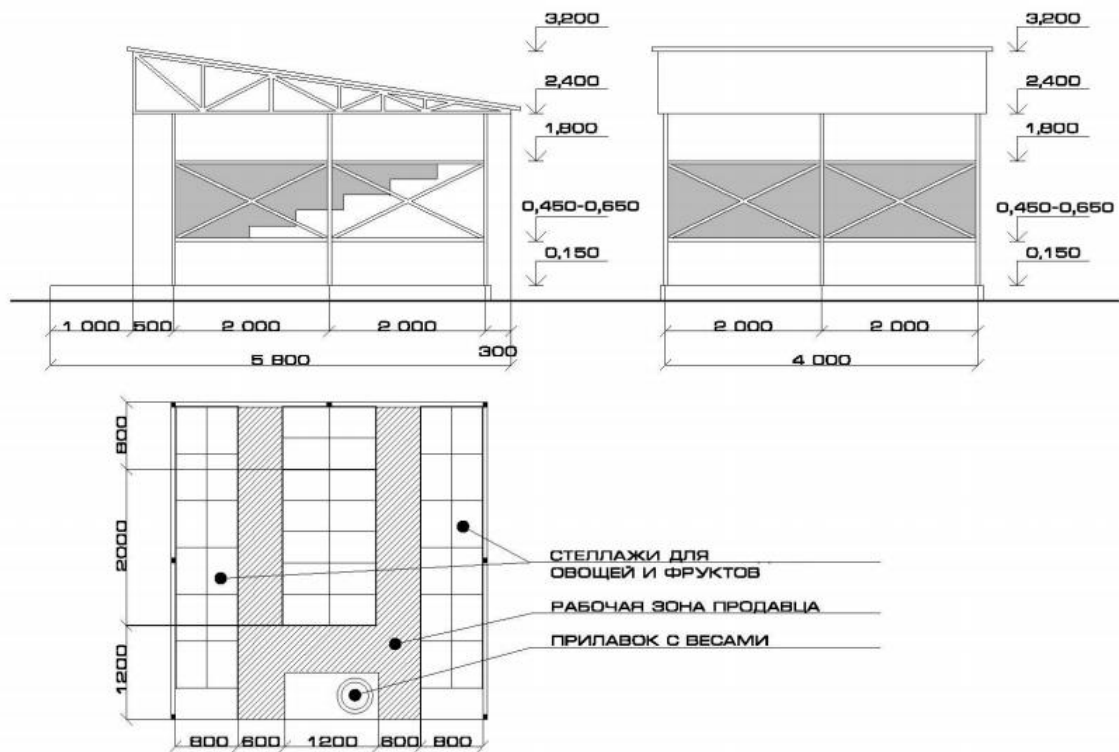 3,200
2,400
1,800
0,450-0,650
0,150
1 000 500 2 000 2 000 300
5 800
3,200
2,400
1,800
0,450-0,650
0,150
2 000 2 000
4 000
800
2000
1200
СТЕЛЛАЖИ ДЛЯ
ОВОЩЕЙ И ФРУКТОВ
РАБОЧАЯ ЗОНА ПРОДАВЦА
ПРИЛАВОК С ВЕСАМИ
800 600 1200 600 800